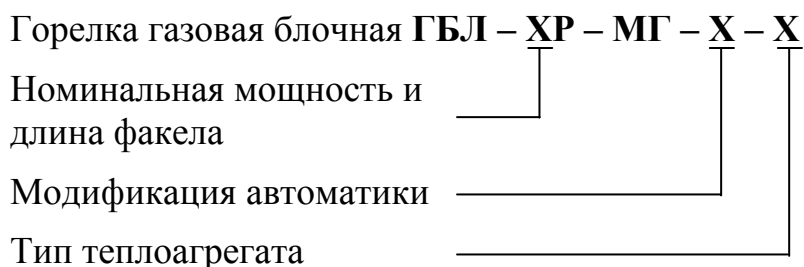 Горелка газовая блочная ГБЛ – ХР – МГ – Х – Х
Номинальная мощность и
длина факела
Модификация автоматики
Тип теплоагрегата